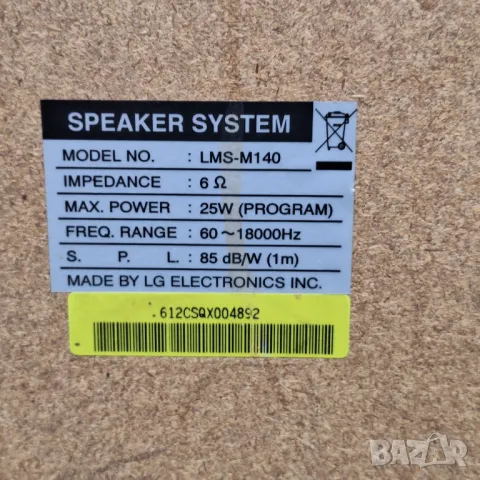 SPEAKER SYSTEM
MODEL NO. : LMS-M140
IMPEDANCE : 6 Ω
MAX. POWER : 25W (PROGRAM)
FREQ. RANGE : 60 ~ 18000Hz
S. P. L. : 85 dB/W (1m)
MADE BY LG ELECTRONICS INC.
612CSQX004892
BAZAR